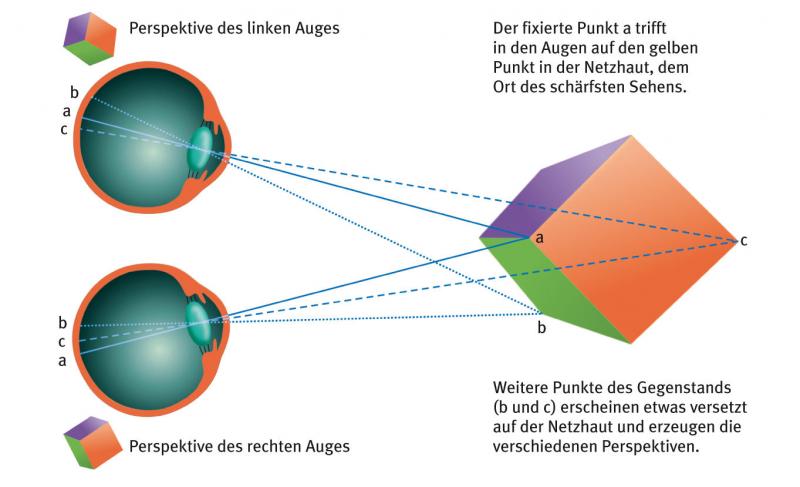 Perspektive des linken Auges
Der fixierte Punkt a trifft
in den Augen auf den gelben
Punkt in der Netzhaut, dem
Ort des schärfsten Sehens.
b
a
c
a
c
b
b
c
a
Weitere Punkte des Gegenstands
(b und c) erscheinen etwas versetzt
auf der Netzhaut und erzeugen die
verschiedenen Perspektiven.
Perspektive des rechten Auges